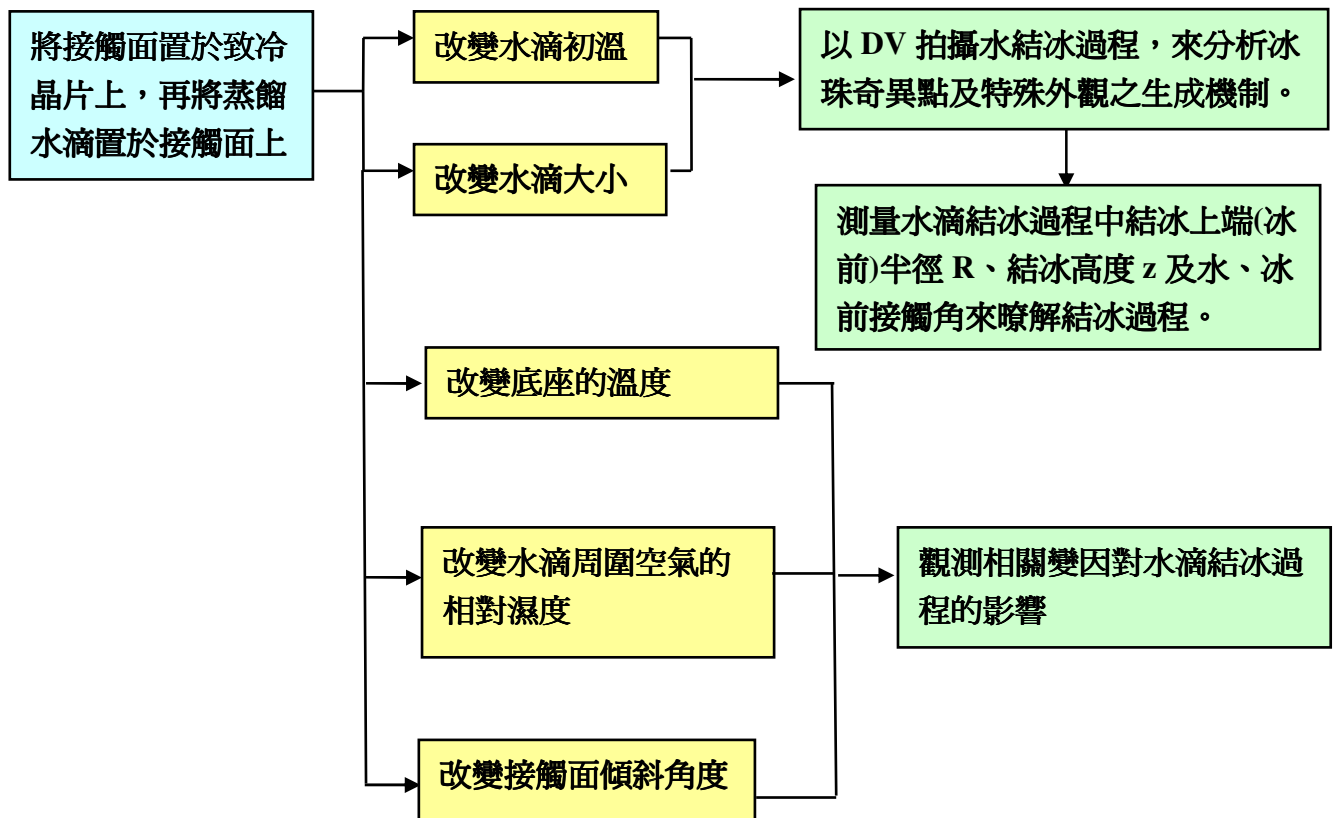 將接觸面置於致冷
晶片上，再將蒸餾
水滴置於接觸面上
改變水滴初溫
改變水滴大小
以 DV 拍攝水結冰過程，來分析冰
珠奇異點及特殊外觀之生成機制。
測量水滴結冰過程中結冰上端(冰
前)半徑 R、結冰高度 z 及水、冰
前接觸角來瞭解結冰過程。
改變底座的溫度
改變水滴周圍空氣的
相對濕度
改變接觸面傾斜角度
觀測相關變因對水滴結冰過
程的影響